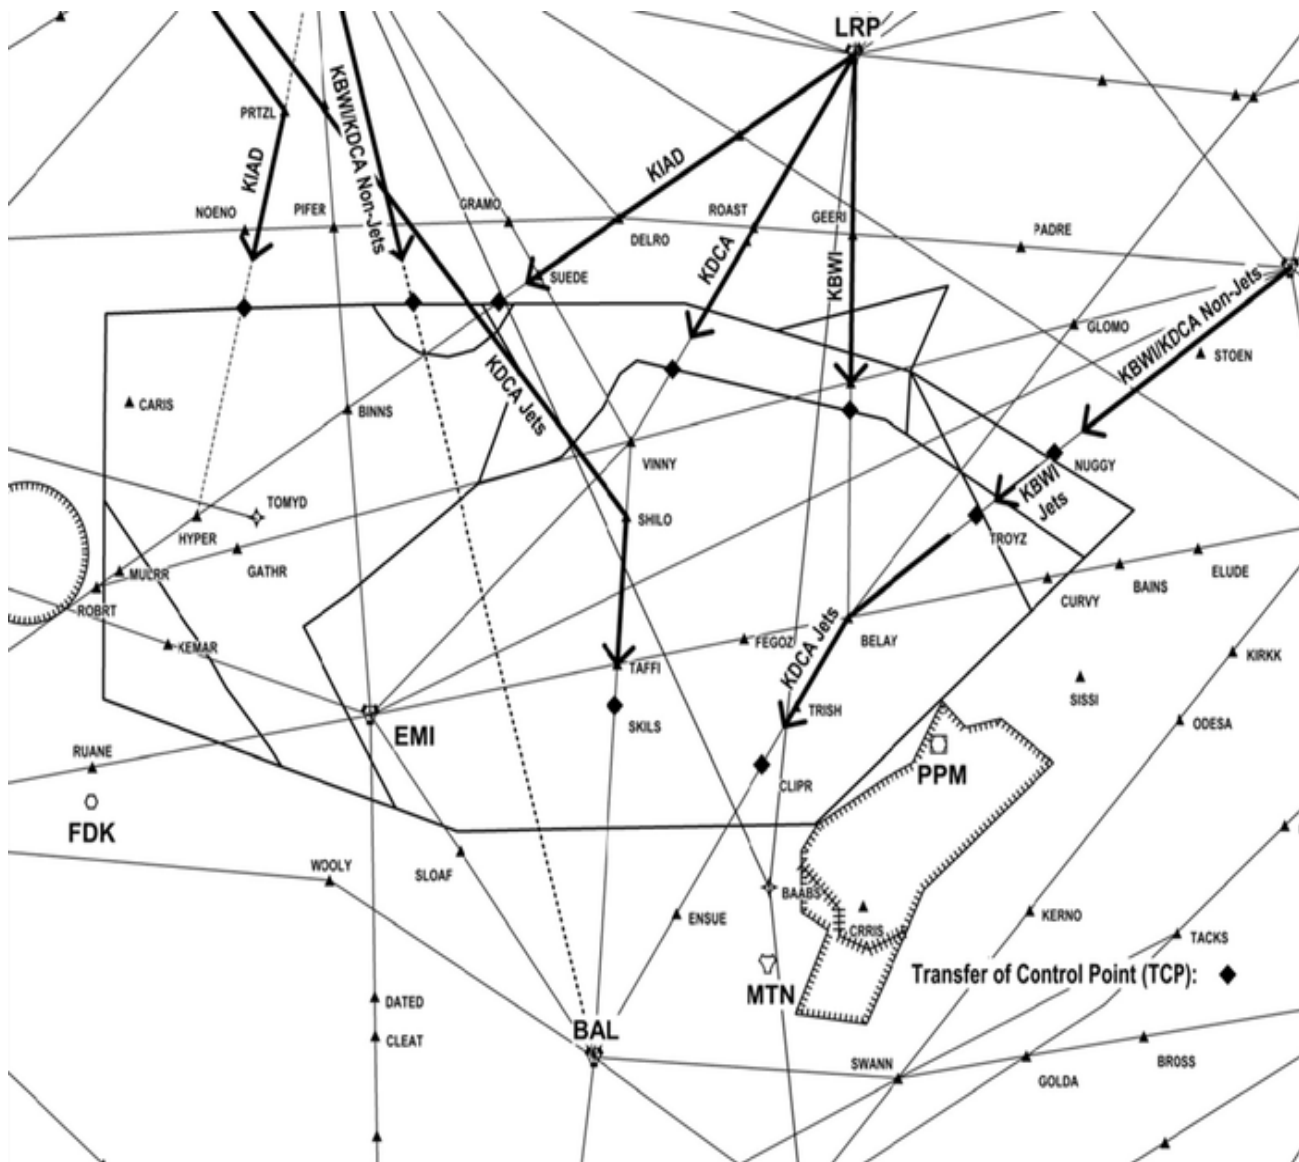 LRP
PRTZL
KBWI/KDCA Non-Jets
KIAD
KIAD
NOENO
PIFER
GRAMO
ROAST
GEERI
PADRE
DELRO
KDCA
KBWI
SUEDE
KBWI/KDCA Non-Jets
GLOMO
STOEN
KDCA Jets
CARIS
BINNS
VINNY
NUGGY
KBWI
Jets
TOMYD
SHILO
HYPER
TROYZ
GATHR
MULRR
ELUDE
BAINS
ROBRT
CURVY
KEMAR
FEGOZ
BELAY
KDCA Jets
KIRKK
TAFFI
SISSI
TRISH
SKILS
ODESA
EMI
RUANE
PPM
CLIPR
FDK
WOOLY
SLOAF
BAABS
ENSUE
CRRIS
KERNO
TACKS
Transfer of Control Point (TCP):
MTN
DATED
BAL
CLEAT
SWANN
BROSS
GOLDA